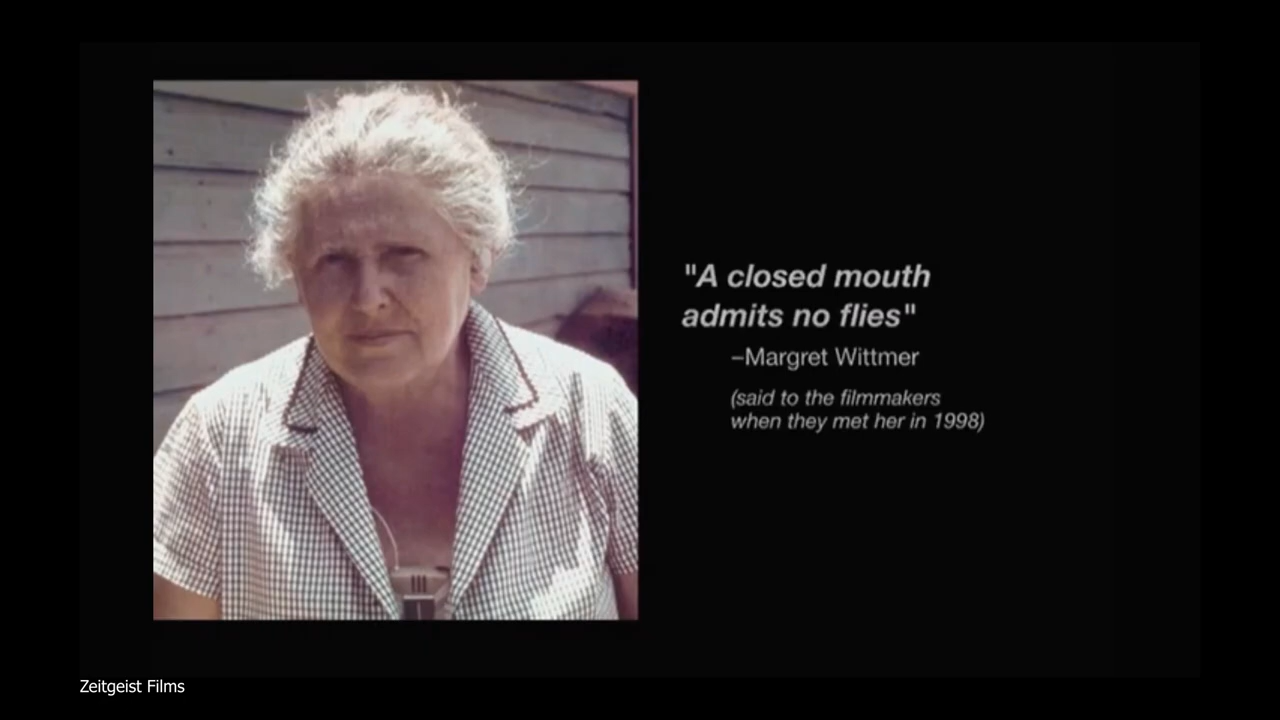 "A closed mouth
admits no flies"
–Margret Wittmer
(said to the filmmakers
when they met her in 1998)
Zeitgeist Films